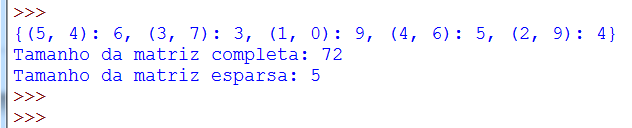 >>>
{(5, 4): 6, (3, 7): 3, (1, 0): 9, (4, 6): 5, (2, 9): 4}
Tamanho da matriz completa: 72
Tamanho da matriz esparsa: 5
>>>
>>>